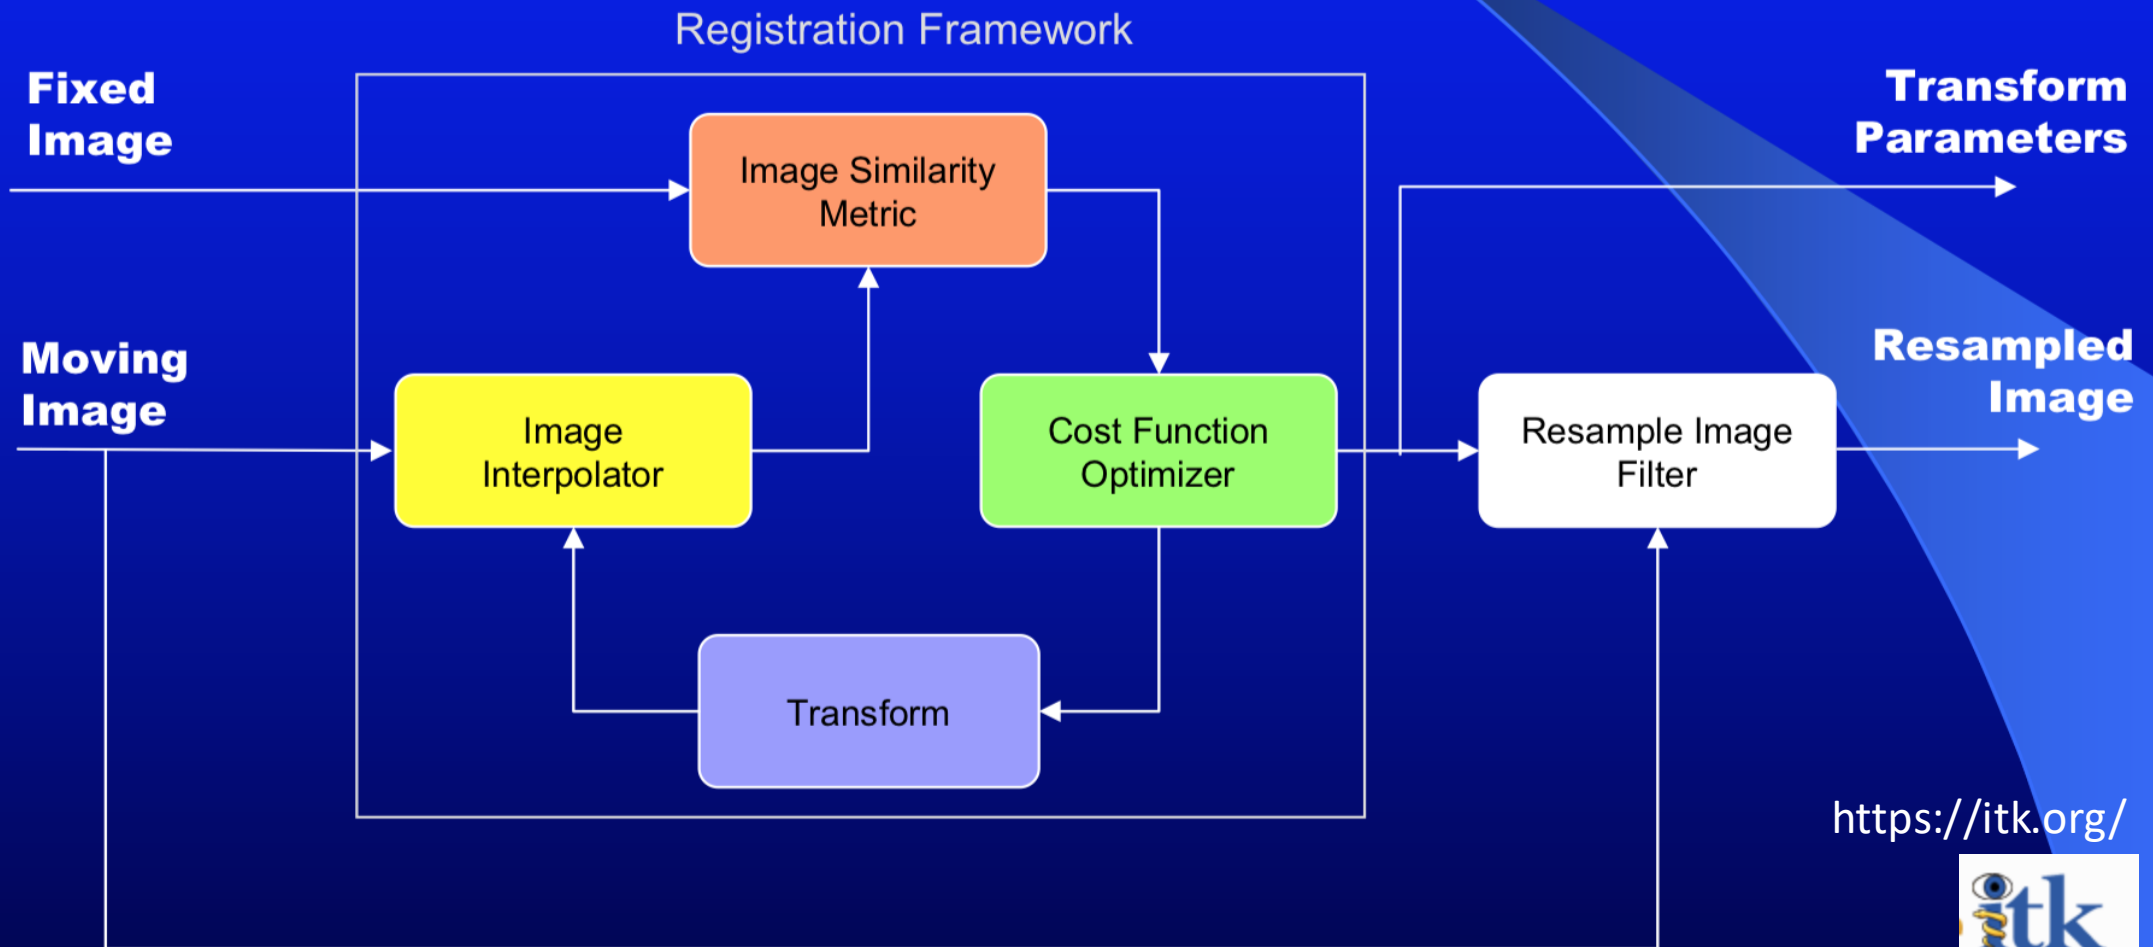 Registration Framework
Fixed
Image
Transform
Parameters
Image Similarity
Metric
Moving
Image
Resampled
Image
Image
Interpolator
Cost Function
Optimizer
Resample Image
Filter
Transform
https://itk.org/
itk